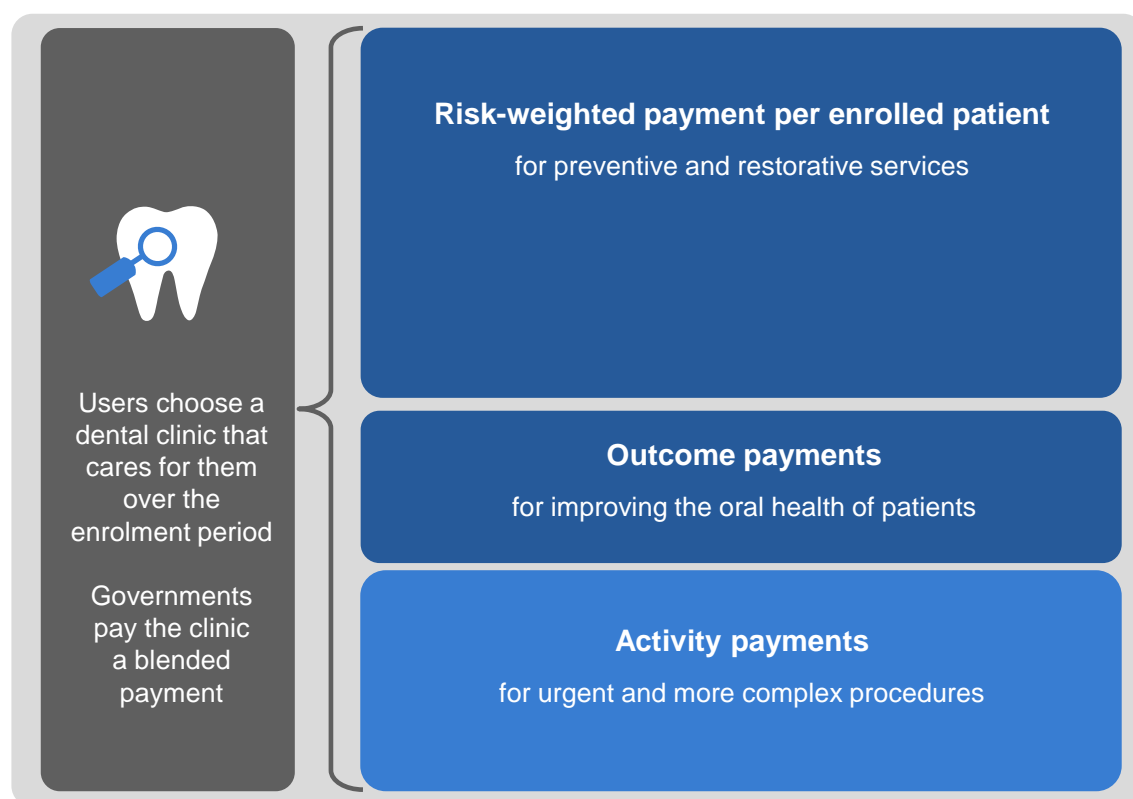 Users choose a
dental clinic that
cares for them
over the
enrolment period
Governments
pay the clinic
a blended
payment
Risk-weighted payment per enrolled patient
for preventive and restorative services
Outcome payments
for improving the oral health of patients
Activity payments
for urgent and more complex procedures